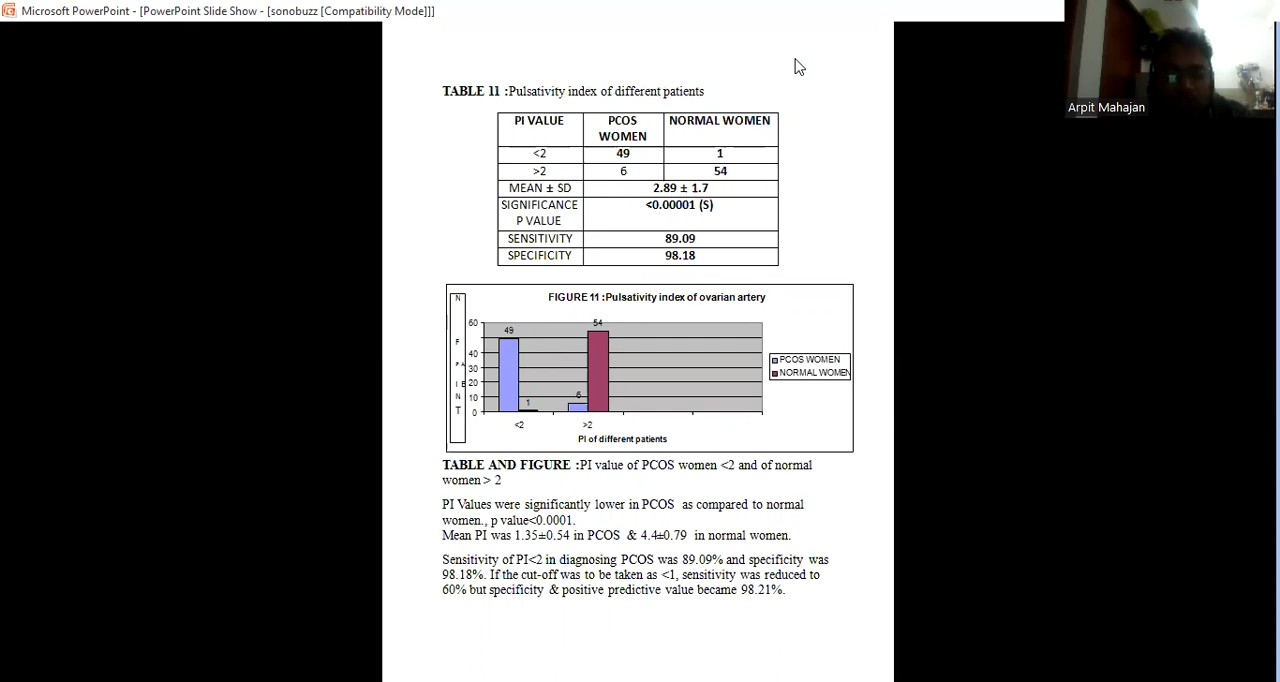 Microsoft PowerPoint - [PowerPoint Slide Show - [sonobuzz [Compatibility Mode]]]
Arpit Mahajan
TABLE 11 :Pulsativity index of different patients
PI VALUE PCOS WOMEN NORMAL WOMEN
<2 49 1
>2 6 54
MEAN ± SD 2.89 ± 1.7
SIGNIFICANCE P VALUE <0.00001 (S)
SENSITIVITY 89.09
SPECIFICITY 98.18
FIGURE 11 :Pulsativity index of ovarian artery
60
40
30
20
10
0
49
1
6
54
<2
>2
PI of different patients
PCOS WOMEN
NORMAL WOMEN
TABLE AND FIGURE :PI value of PCOS women <2 and of normal
women > 2
PI Values were significantly lower in PCOS as compared to normal
women., p value<0.0001.
Mean PI was 1.35±0.54 in PCOS & 4.4±0.79 in normal women.
Sensitivity of PI<2 in diagnosing PCOS was 89.09% and specificity was
98.18%. If the cut-off was to be taken as <1, sensitivity was reduced to
60% but specificity & positive predictive value became 98.21%.